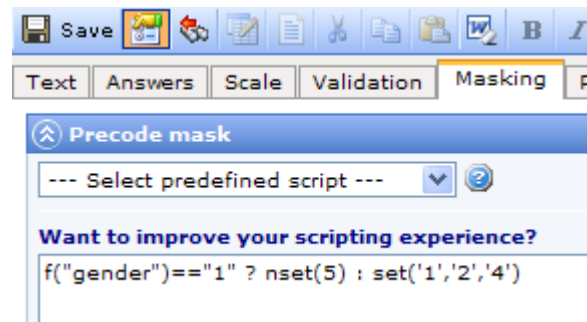 Save B I
Text Answers Scale Validation Masking
Precode mask
--- Select predefined script ---
Want to improve your scripting experience?
f("gender")=="1" ? nset(5) : set('1','2','4')